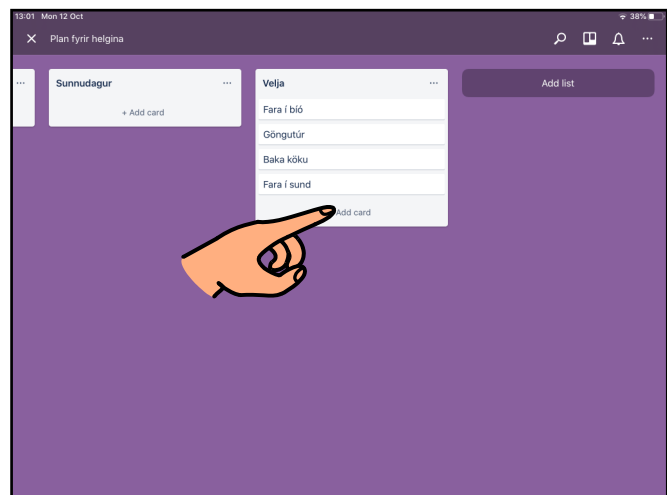 13:01 Mon 12 Oct 38%
Plan fyrir helgina
Sunnudagur
+ Add card
Velja
Fara í bíó
Göngutúr
Baka köku
Fara í sund
Add card
Add list